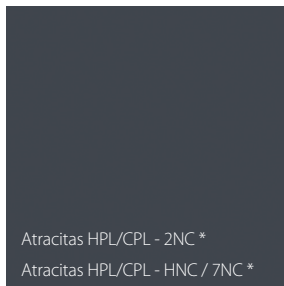 Atracitas HPL/CPL - 2NC *
Atracitas HPL/CPL - HNC / 7NC *